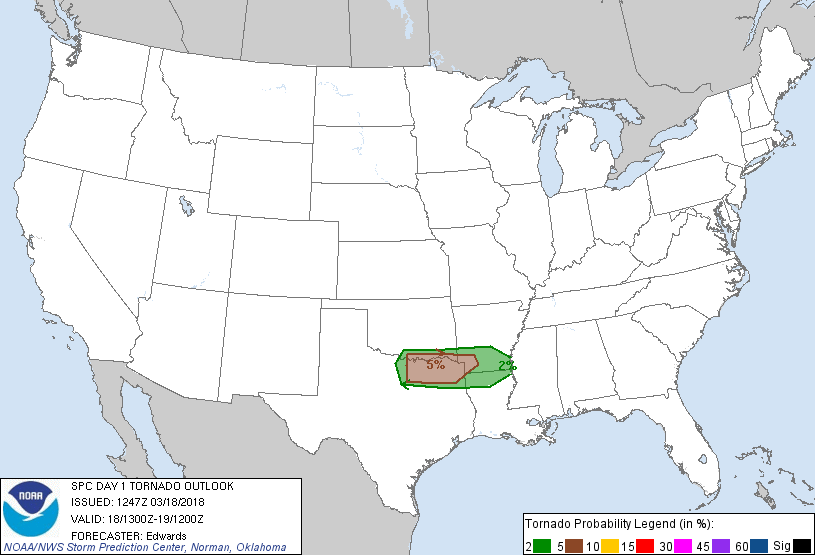 5%
2%
NOAA
SPC DAY 1 TORNADO OUTLOOK
ISSUED: 1247Z 03/18/2018
VALID: 18/1300Z-19/1200Z
FORECASTER: Edwards
NOAA/NWS Storm Prediction Center, Norman, Oklahoma
Tornado Probability Legend (in %):
2 5 10 15 30 45 60 Sig